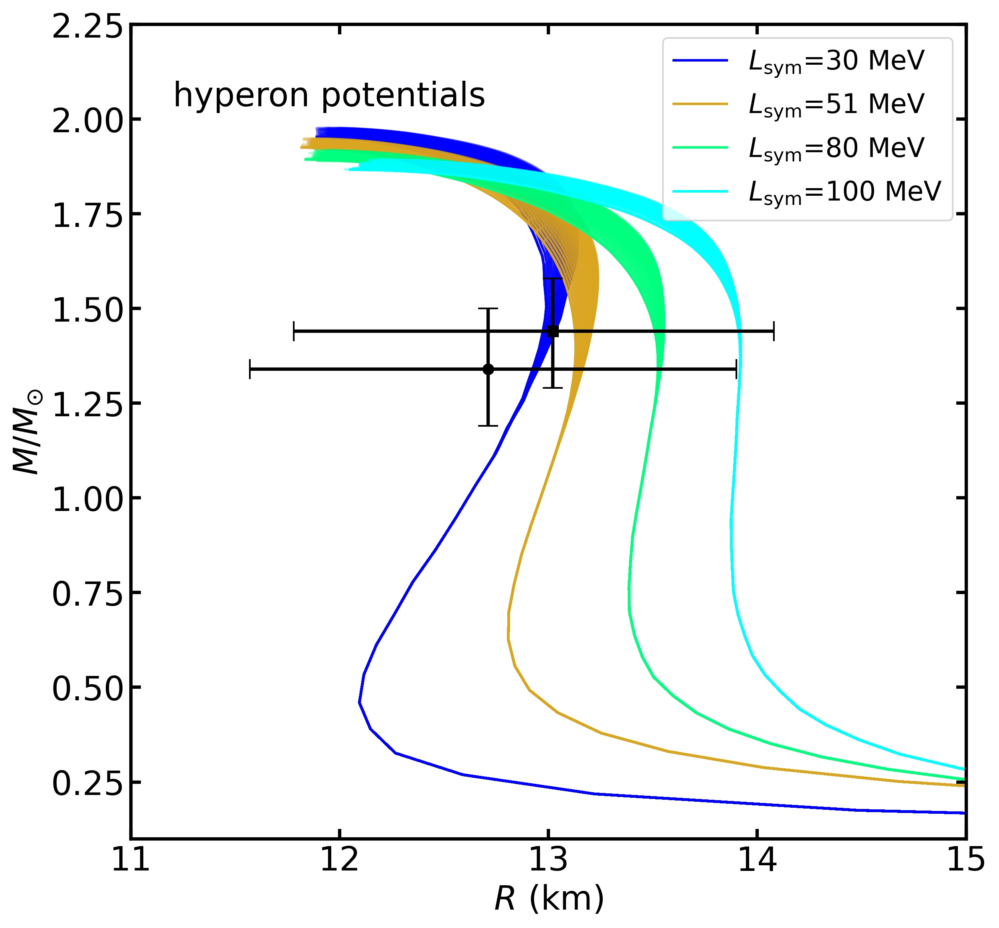 2.25
2.00
1.75
1.50
1.25
1.00
0.75
0.50
0.25
M/M⊙
hyperon potentials
Lsym=30 MeV
Lsym=51 MeV
Lsym=80 MeV
Lsym=100 MeV
11 12 13 14 15
R (km)